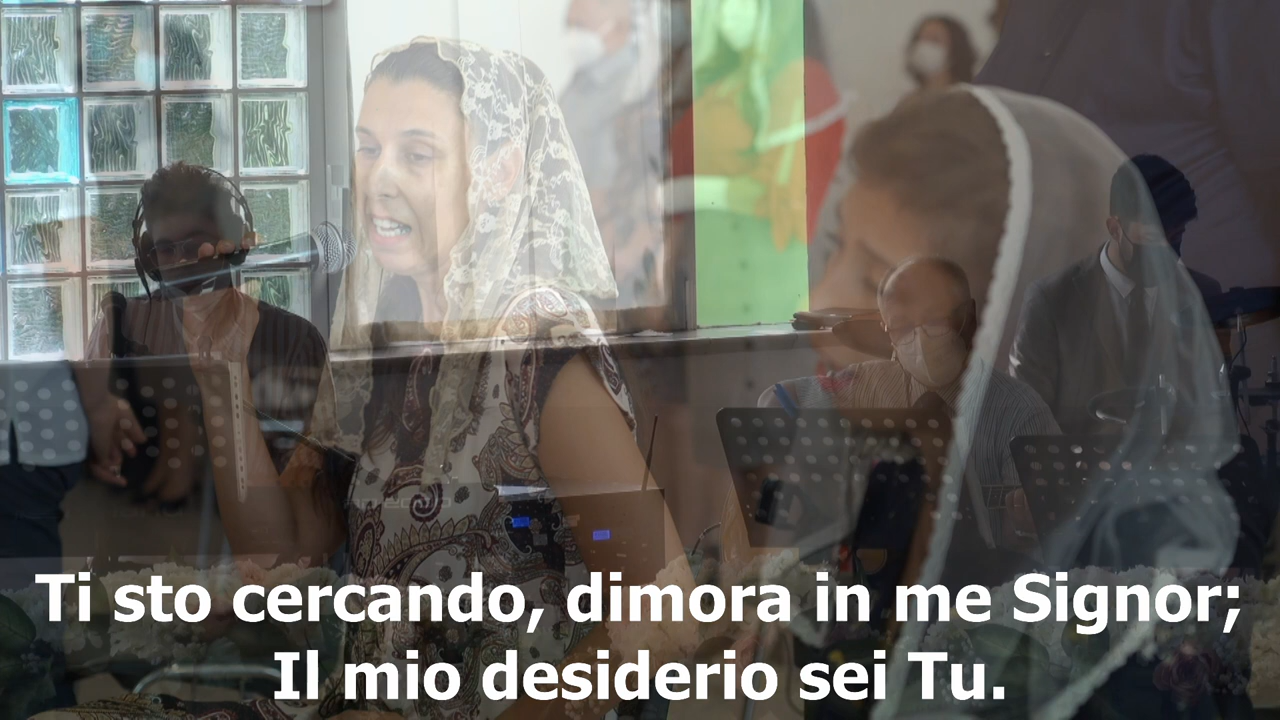 Ti sto cercando, dimora in me Signor;
Il mio desiderio sei Tu.